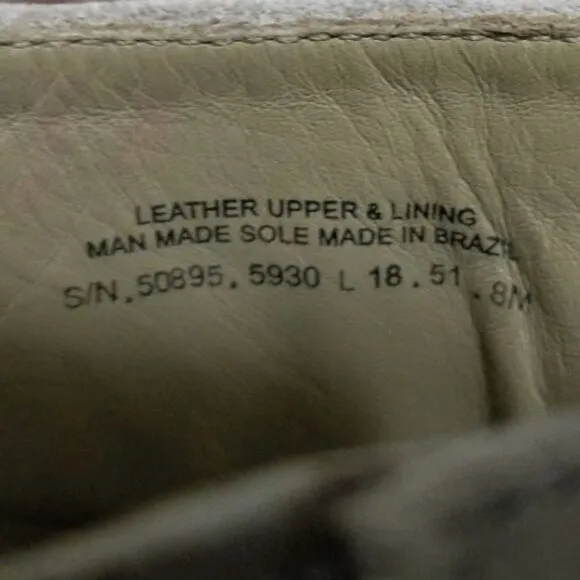 LEATHER UPPER & LINING
MAN MADE SOLE MADE IN BRAZIL
S/N.50895.5930 L 18.51.8M